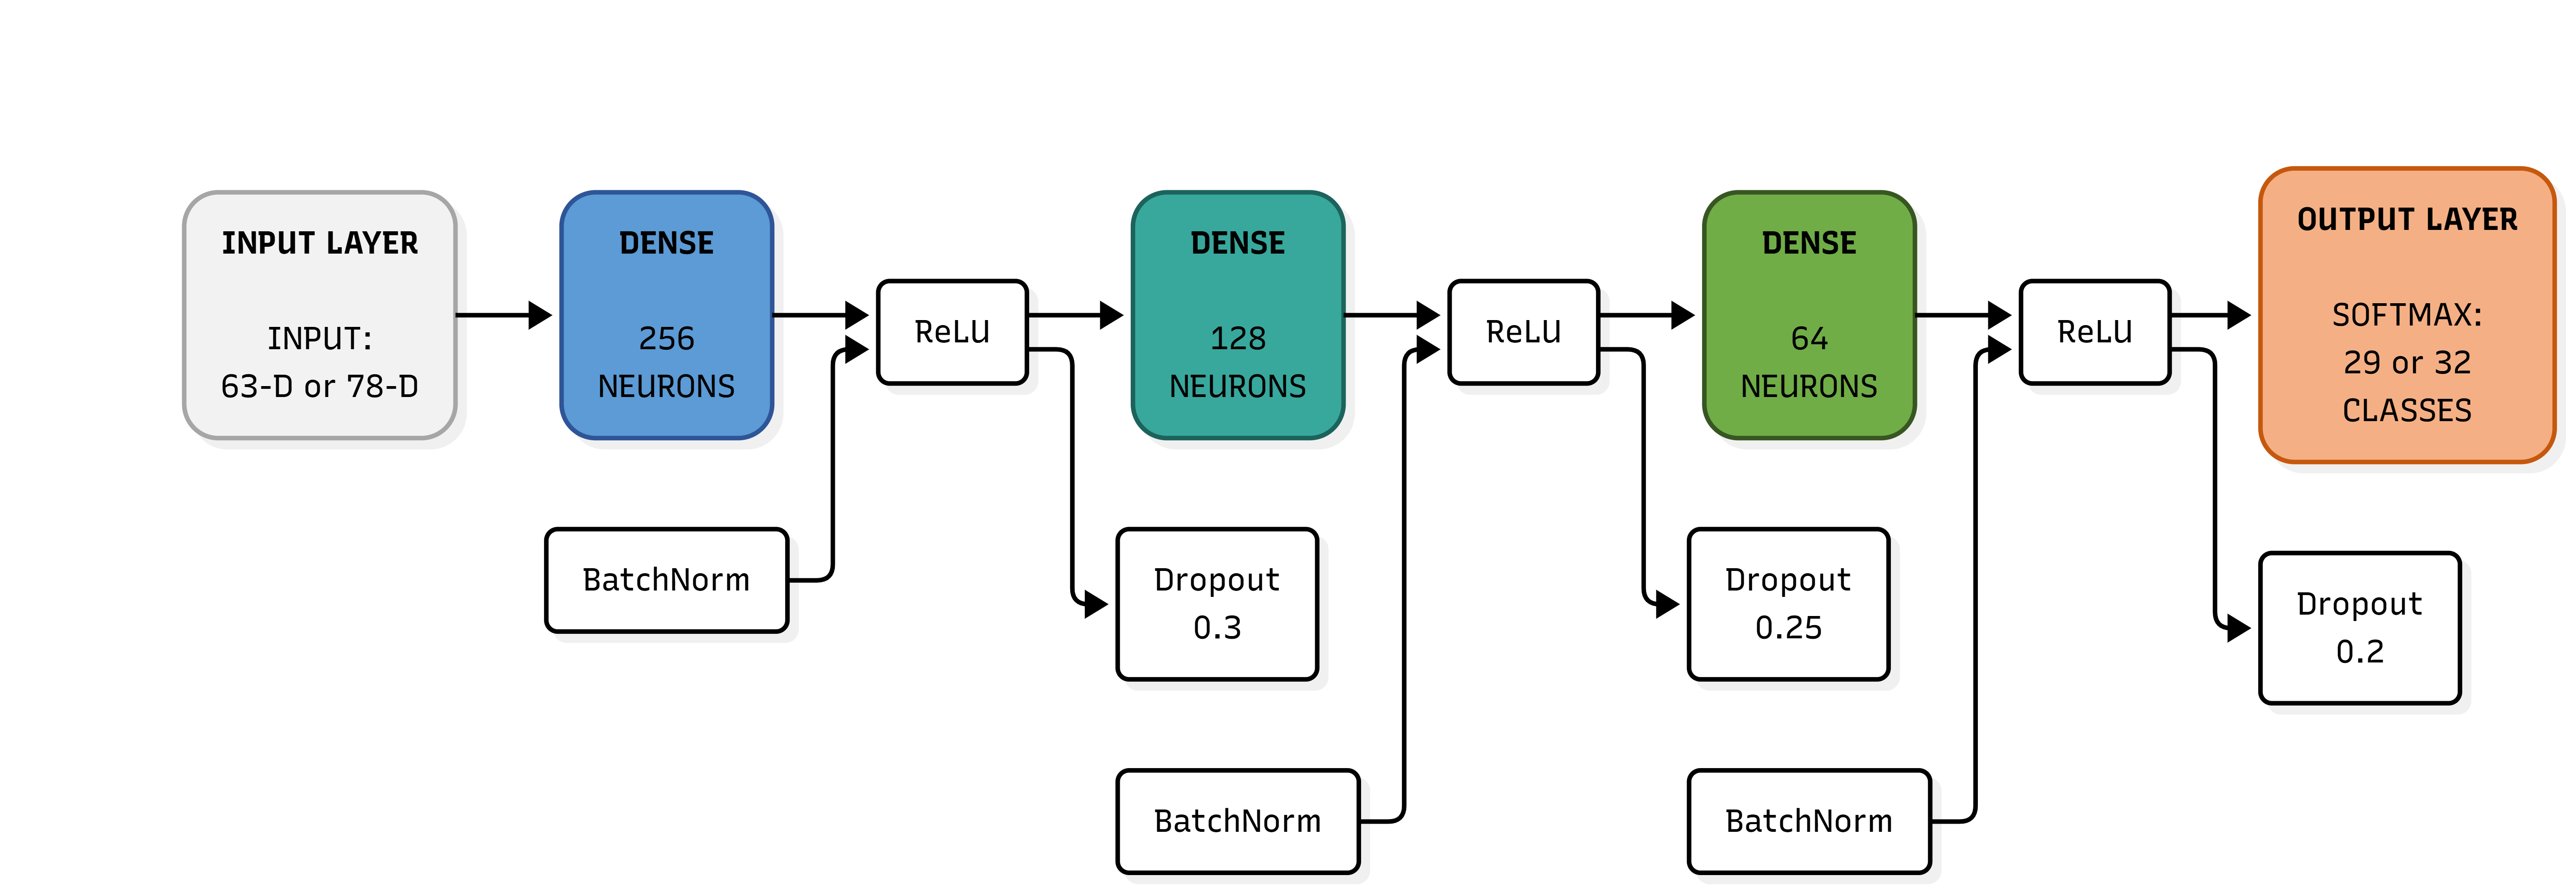 INPUT LAYER
INPUT:
63-D or 78-D
DENSE
256
NEURONS
BatchNorm
ReLU
DENSE
128
NEURONS
Dropout
0.3
BatchNorm
ReLU
DENSE
64
NEURONS
Dropout
0.25
BatchNorm
ReLU
OUTPUT LAYER
SOFTMAX:
29 or 32
CLASSES
Dropout
0.2